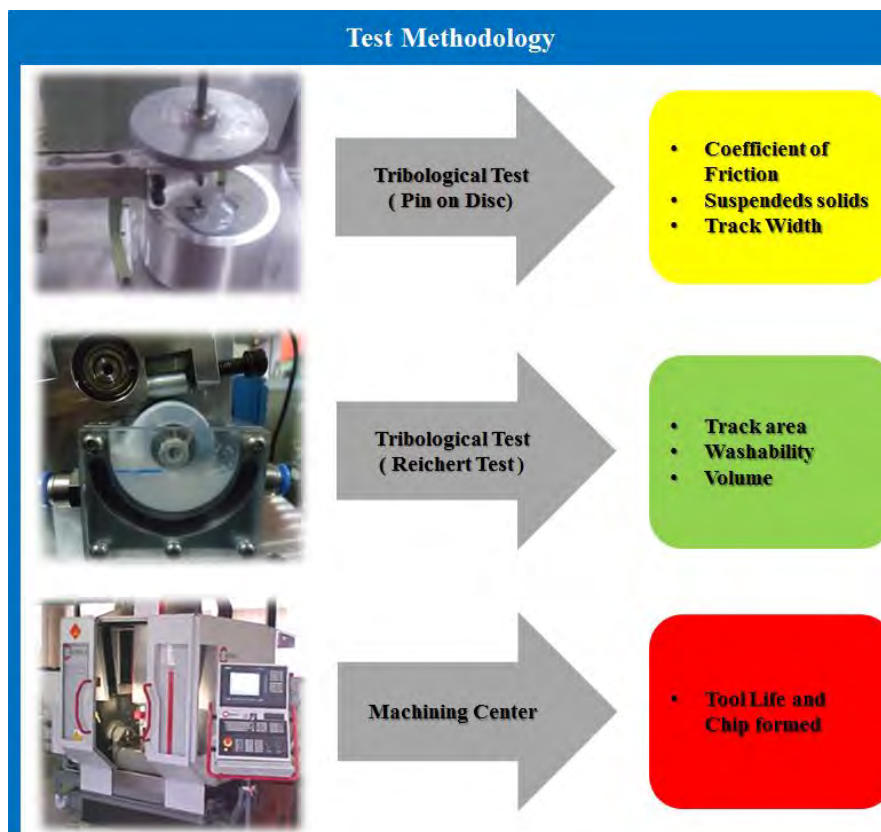 Test Methodology
Tribological Test
( Pin on Disc)
• Coefficient of
Friction
• Suspendeds solids
• Track Width
Tribological Test
( Reichert Test )
• Track area
• Washability
• Volume
Machining Center
• Tool Life and
Chip formed